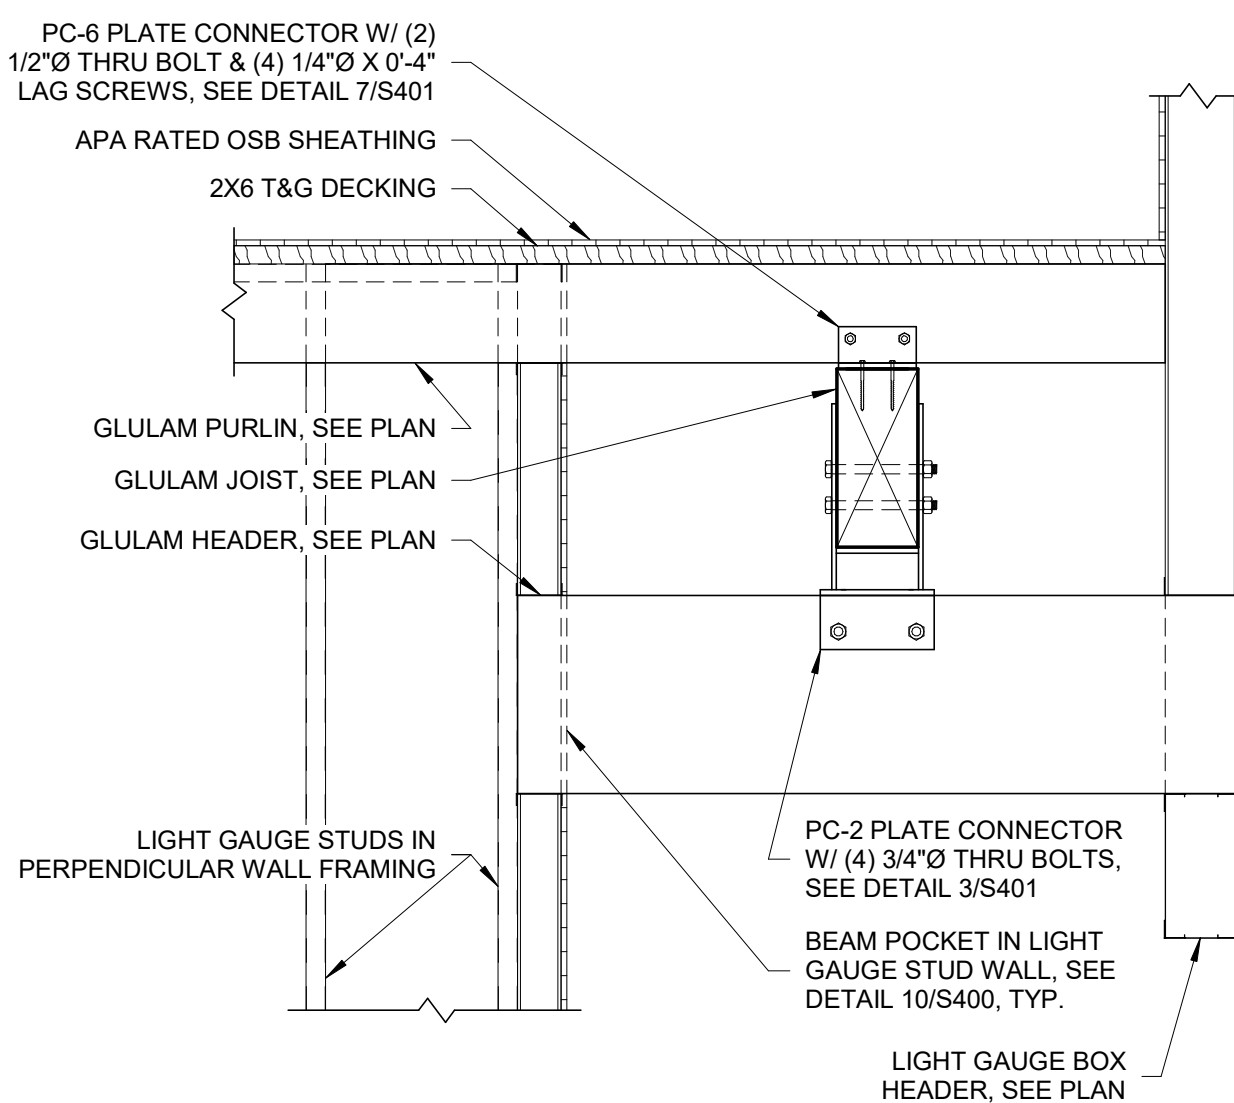 PC-6 PLATE CONNECTOR W/ (2)
1/2"Ø THRU BOLT & (4) 1/4"Ø X 0'-4"
LAG SCREWS, SEE DETAIL 7/S401
APA RATED OSB SHEATHING
2X6 T&G DECKING
GLULAM PURLIN, SEE PLAN
GLULAM JOIST, SEE PLAN
GLULAM HEADER, SEE PLAN
LIGHT GAUGE STUDS IN
PERPENDICULAR WALL FRAMING
PC-2 PLATE CONNECTOR
W/ (4) 3/4"Ø THRU BOLTS,
SEE DETAIL 3/S401
BEAM POCKET IN LIGHT
GAUGE STUD WALL, SEE
DETAIL 10/S400, TYP.
LIGHT GAUGE BOX
HEADER, SEE PLAN